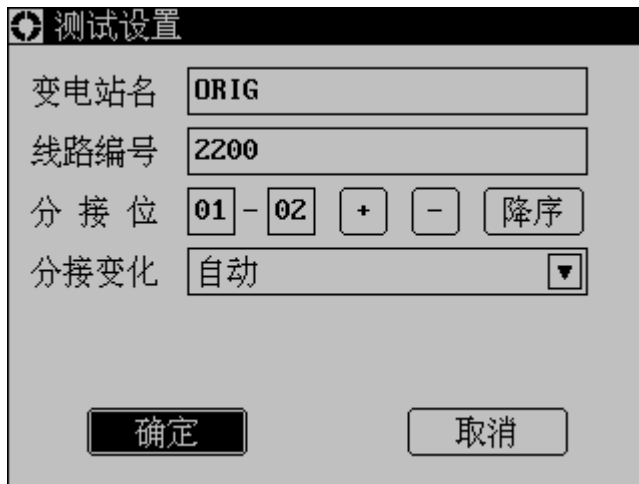 测试设置
变电站名 ORIG
线路编号 2200
分接位 01 - 02 + - 降序
分接变化 自动
确定 取消